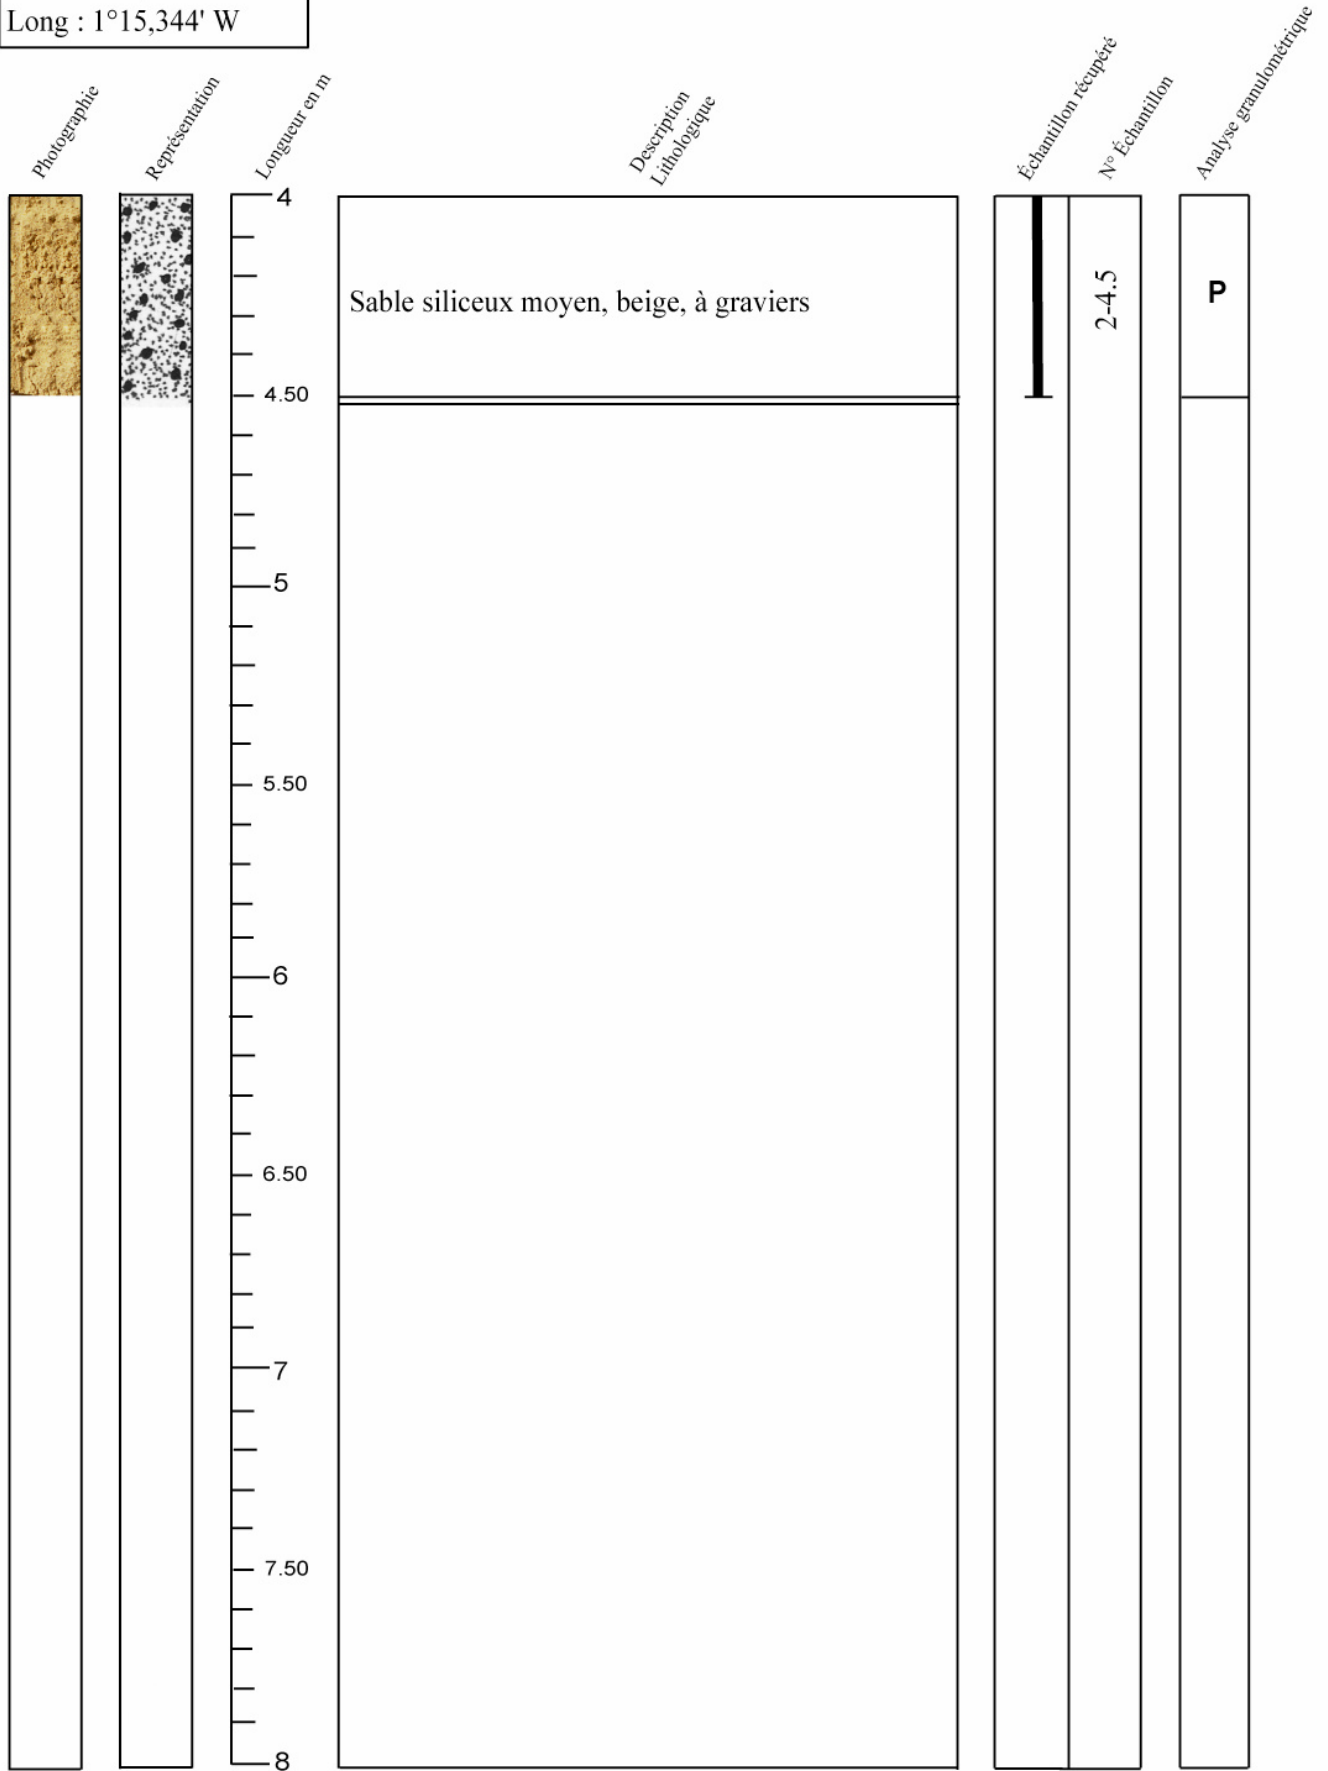 Long : 1°15,344' W
Photographie
Représentation
Longueur en m
Description
Lithologique
Échantillon récupéré
N° Échantillon
Analyse granulométrique
4
Sable siliceux moyen, beige, à graviers
2-4.5
P
4.50
5
5.50
6
6.50
7
7.50
8